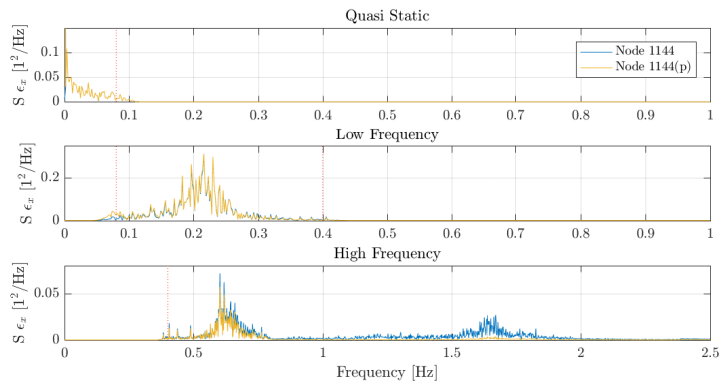 Quasi Static
S ϵₓ [1²/Hz]
0.1
0.05
0
Node 1144
Node 1144(p)
0 0.1 0.2 0.3 0.4 0.5 0.6 0.7 0.8 0.9 1
Low Frequency
S ϵₓ [1²/Hz]
0.2
0
0 0.1 0.2 0.3 0.4 0.5 0.6 0.7 0.8 0.9 1
High Frequency
S ϵₓ [1²/Hz]
0.05
0
0 0.5 1 1.5 2 2.5
Frequency [Hz]